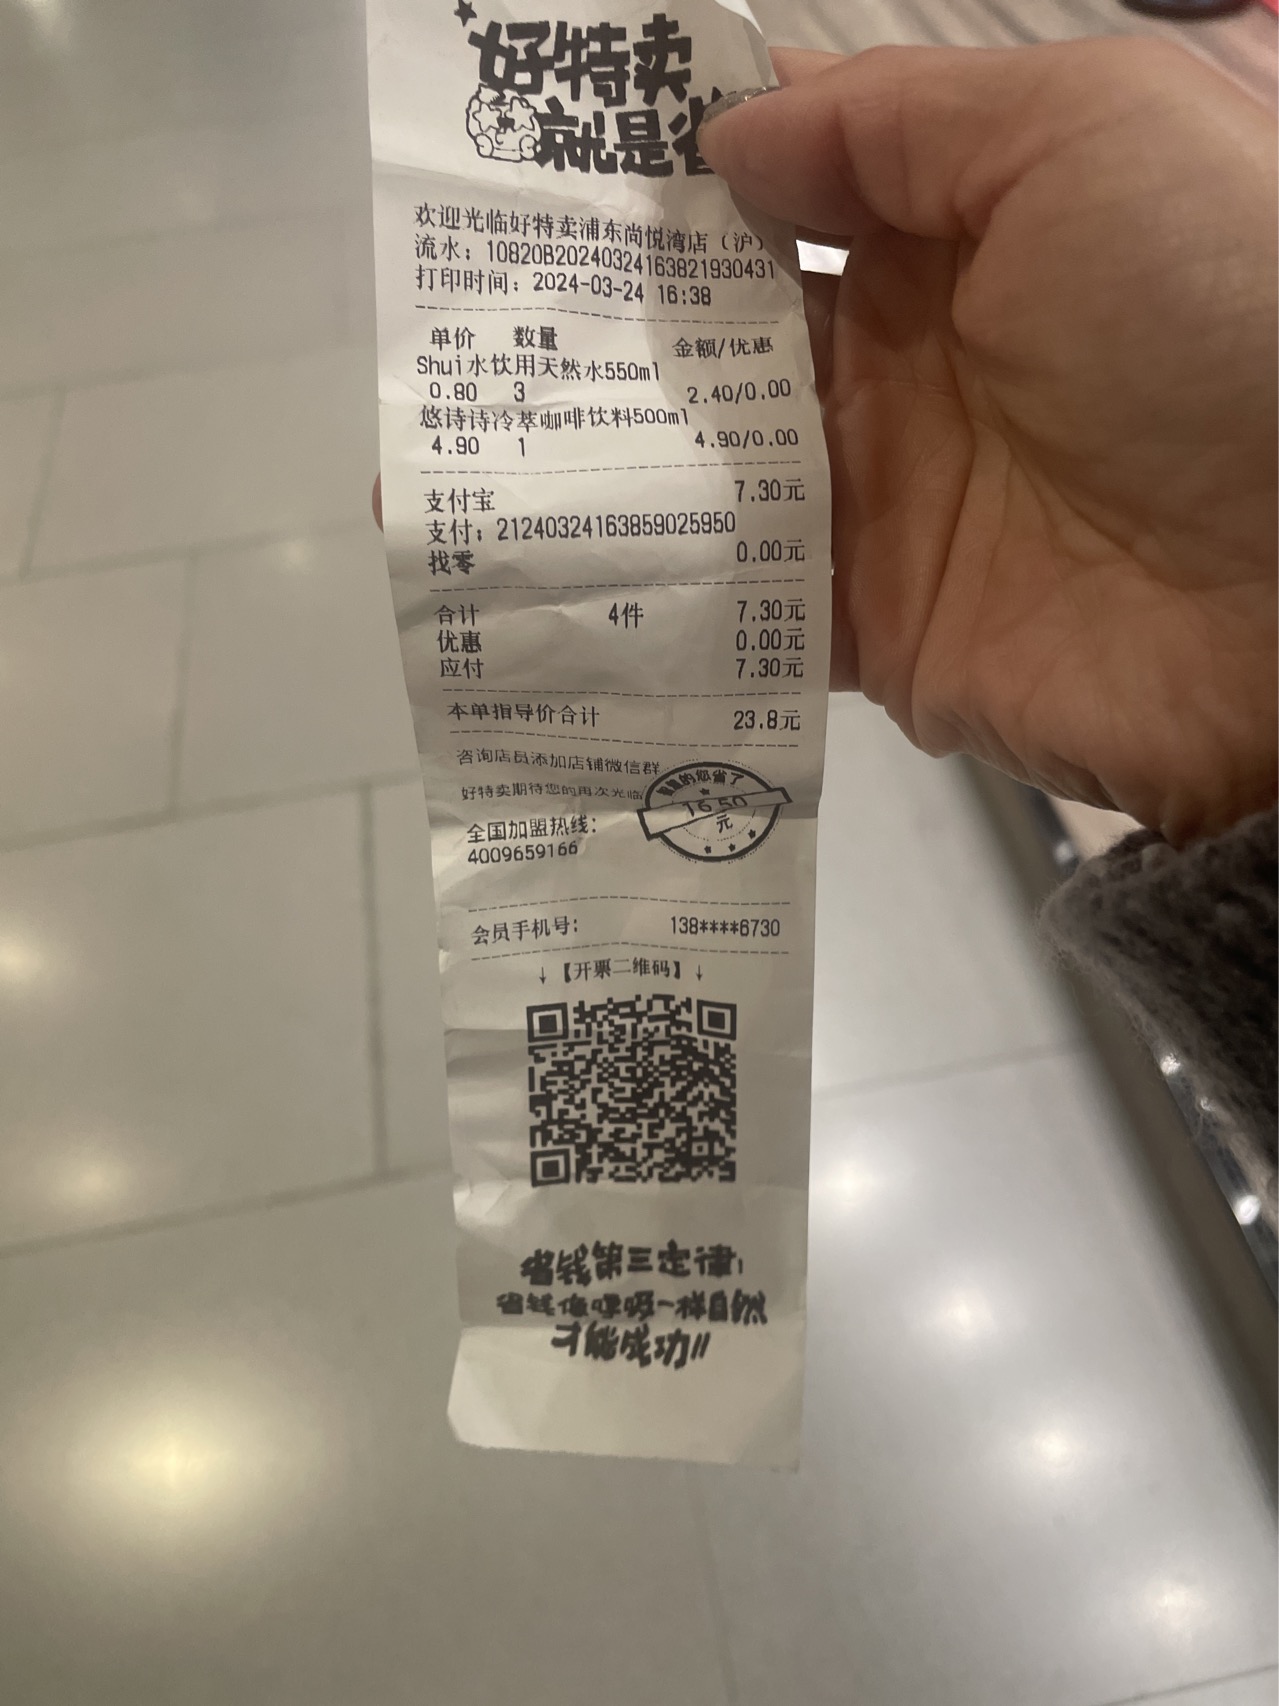 好特卖
就是省
欢迎光临好特卖浦东尚悦湾店（沪）
流水：10820B20240324163821930431
打印时间：2024-03-24 16:38
单价 数量 金额/优惠
Shui水饮用天然水550ml
0.80 3 2.40/0.00
悠诗诗冷萃咖啡饮料500ml
4.90 1 4.90/0.00
支付宝 7.30元
支付：21240324163859025950
找零 0.00元
合计 4件 7.30元
优惠 0.00元
应付 7.30元
本单指导价合计 23.8元
咨询店员添加店铺微信群
好特卖期待您的再次光临
的您省了
16.50
元
全国加盟热线：
4009659166
会员手机号： 138****6730
↓【开票二维码】↓
省钱第三定律：
省钱像呼吸一样自然
才能成功!!